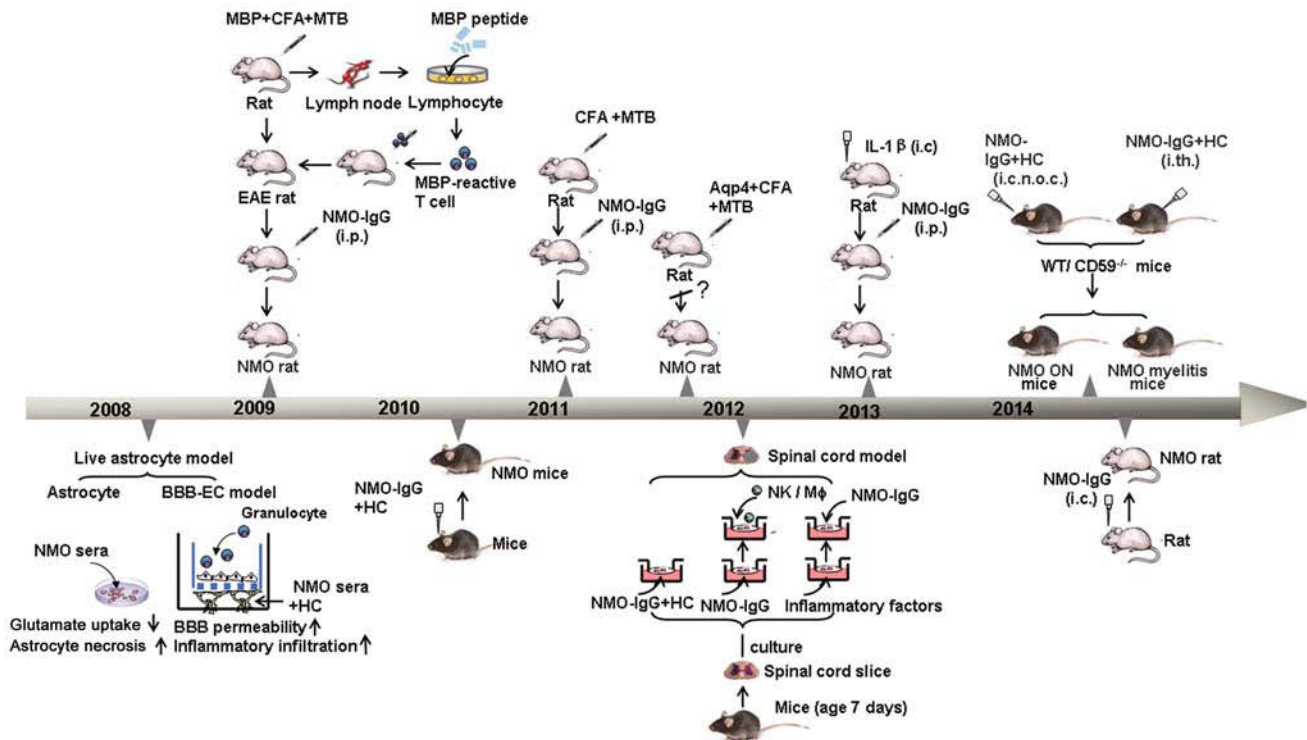 MBP+CFA+MTB
MBP peptide
Rat
Lymph node
Lymphocyte
EAE rat
MBP-reactive
T cell
NMO-IgG
(i.p.)
NMO rat
CFA +MTB
Rat
NMO-IgG
(i.p.)
NMO rat
Aqp4+CFA
+MTB
Rat
?
NMO rat
IL-1 β (i.c)
Rat
NMO-IgG
(i.p.)
NMO rat
NMO-
IgG+HC
(i.c.n.o.c.)
NMO-IgG+HC
(i.th.)
WT/ CD59-/- mice
NMO ON
mice
NMO myelitis
mice
2008
2009
2010
2011
2012
2013
2014
Live astrocyte model
Astrocyte
BBB-EC model
Granulocyte
NMO sera
NMO sera
+HC
Glutamate uptake
Astrocyte necrosis
BBB permeability
Inflammatory infiltration
NMO mice
NMO-IgG
+HC
Mice
Spinal cord model
NK / Mφ
NMO-IgG
NMO-IgG+HC
NMO-IgG
Inflammatory factors
culture
Spinal cord slice
Mice (age 7 days)
NMO rat
NMO-IgG
(i.c.)
Rat